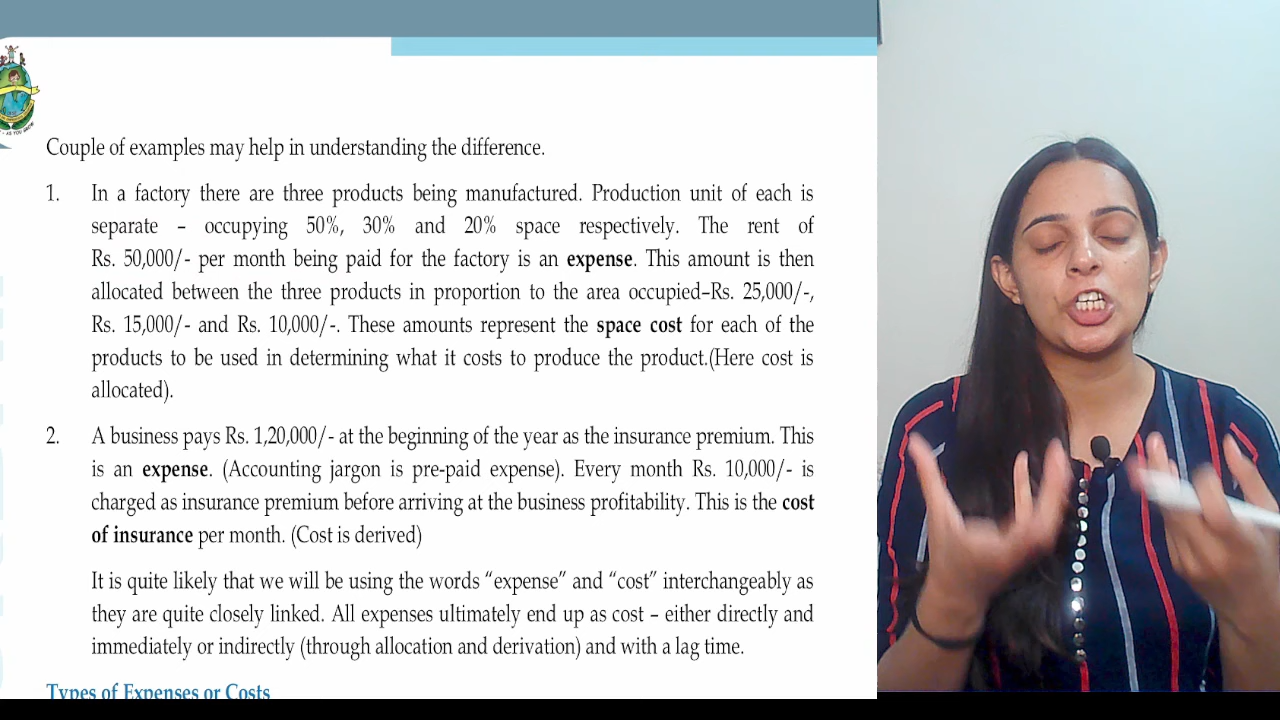 Couple of examples may help in understanding the difference.
1. In a factory there are three products being manufactured. Production unit of each is
separate – occupying 50%, 30% and 20% space respectively. The rent of
Rs. 50,000/- per month being paid for the factory is an expense. This amount is then
allocated between the three products in proportion to the area occupied–Rs. 25,000/-,
Rs. 15,000/- and Rs. 10,000/-. These amounts represent the space cost for each of the
products to be used in determining what it costs to produce the product.(Here cost is
allocated).
2. A business pays Rs. 1,20,000/- at the beginning of the year as the insurance premium. This
is an expense. (Accounting jargon is pre-paid expense). Every month Rs. 10,000/- is
charged as insurance premium before arriving at the business profitability. This is the cost
of insurance per month. (Cost is derived)
It is quite likely that we will be using the words “expense” and “cost” interchangeably as
they are quite closely linked. All expenses ultimately end up as cost – either directly and
immediately or indirectly (through allocation and derivation) and with a lag time.
Types of Expenses or Costs